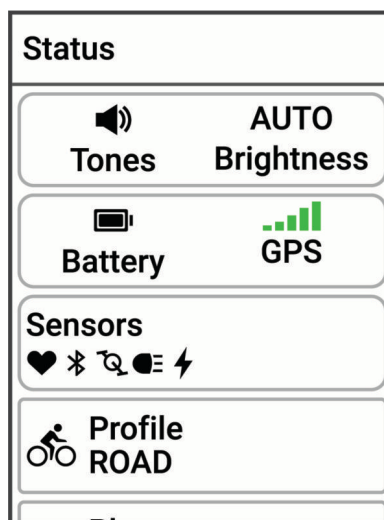 Status
AUTO
Tones Brightness
Battery GPS
Sensors
Profile
ROAD